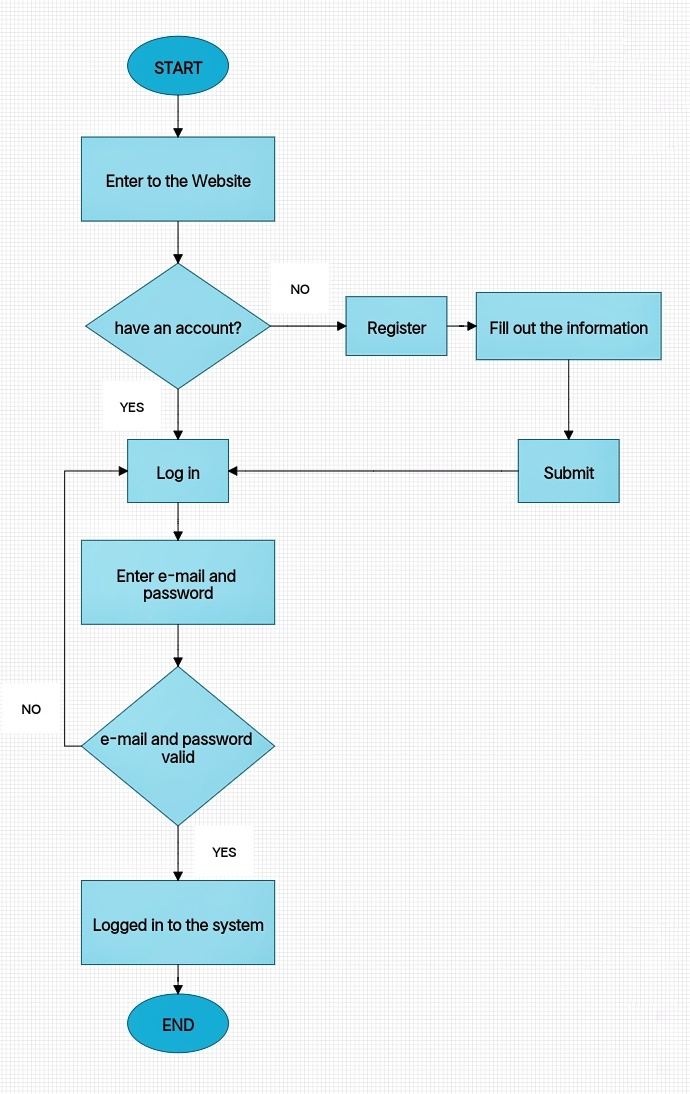 START
Enter to the Website
NO
have an account?
Register
Fill out the information
YES
Log in
Submit
Enter e-mail and
password
NO
e-mail and password
valid
YES
Logged in to the system
END